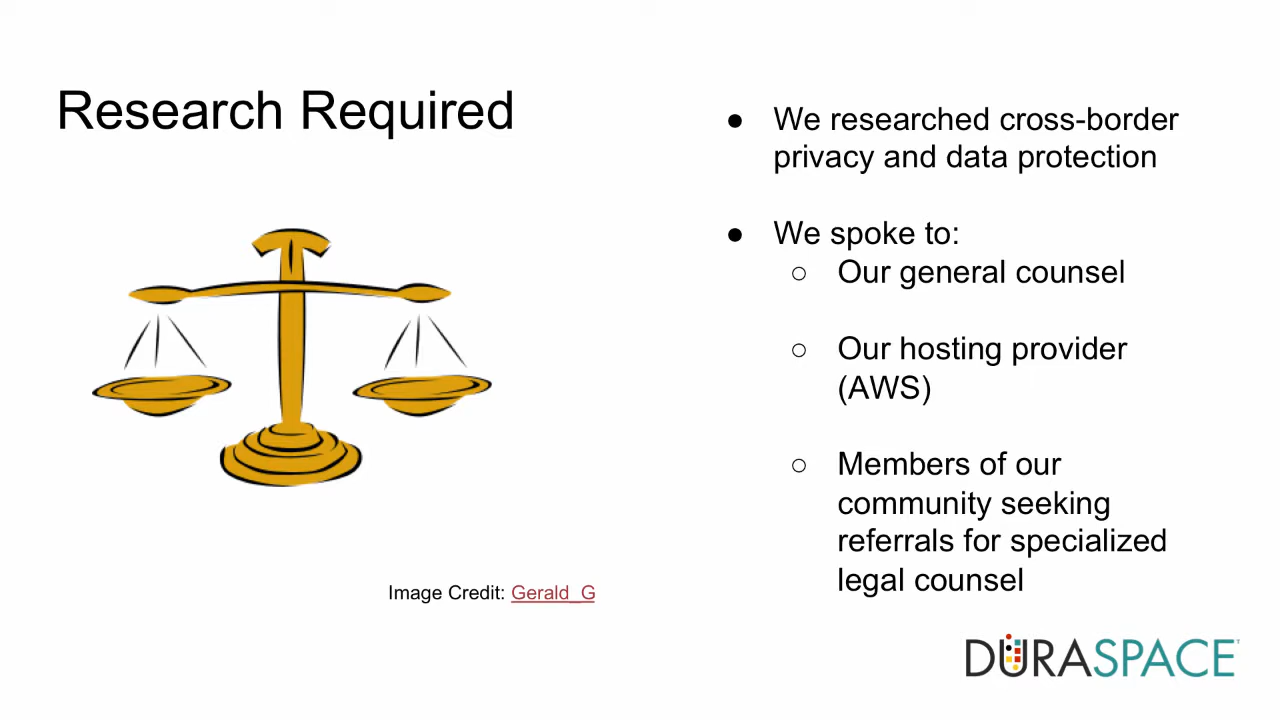 Research Required
● We researched cross-border
privacy and data protection
● We spoke to:
○ Our general counsel
○ Our hosting provider
(AWS)
○ Members of our
community seeking
referrals for specialized
legal counsel
Image Credit: Gerald_G
DURASPACE™